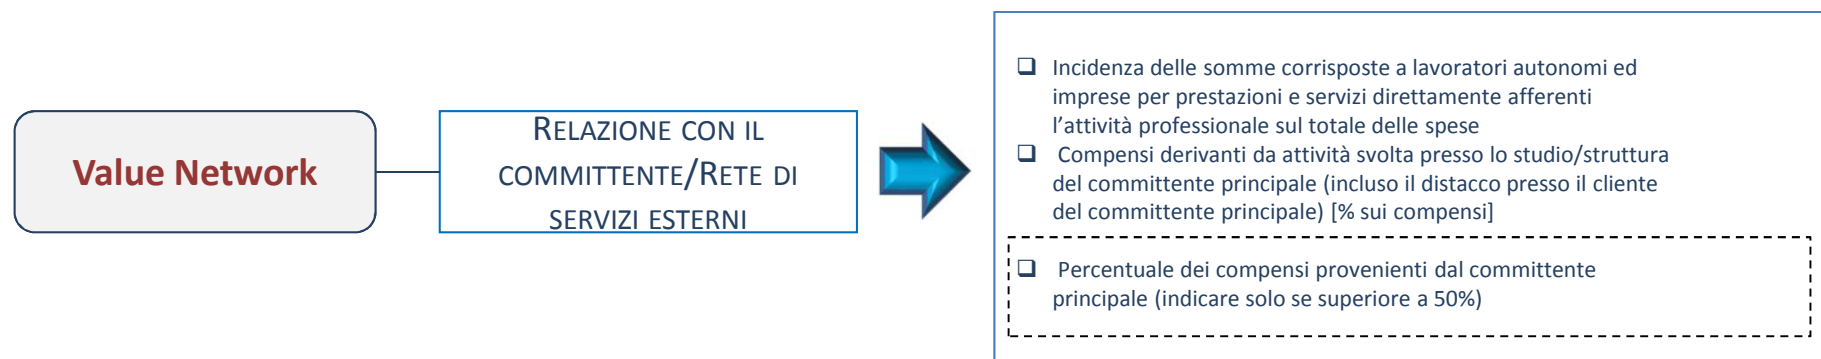 Value Network
RELAZIONE CON IL
COMMITTENTE/RETE DI
SERVIZI ESTERNI
❑ Incidenza delle somme corrisposte a lavoratori autonomi ed
imprese per prestazioni e servizi direttamente afferenti
l'attività professionale sul totale delle spese
❑ Compensi derivanti da attività svolta presso lo studio/struttura
del committente principale (incluso il distacco presso il cliente
del committente principale) [% sui compensi]
❑ Percentuale dei compensi provenienti dal committente
principale (indicare solo se superiore a 50%)